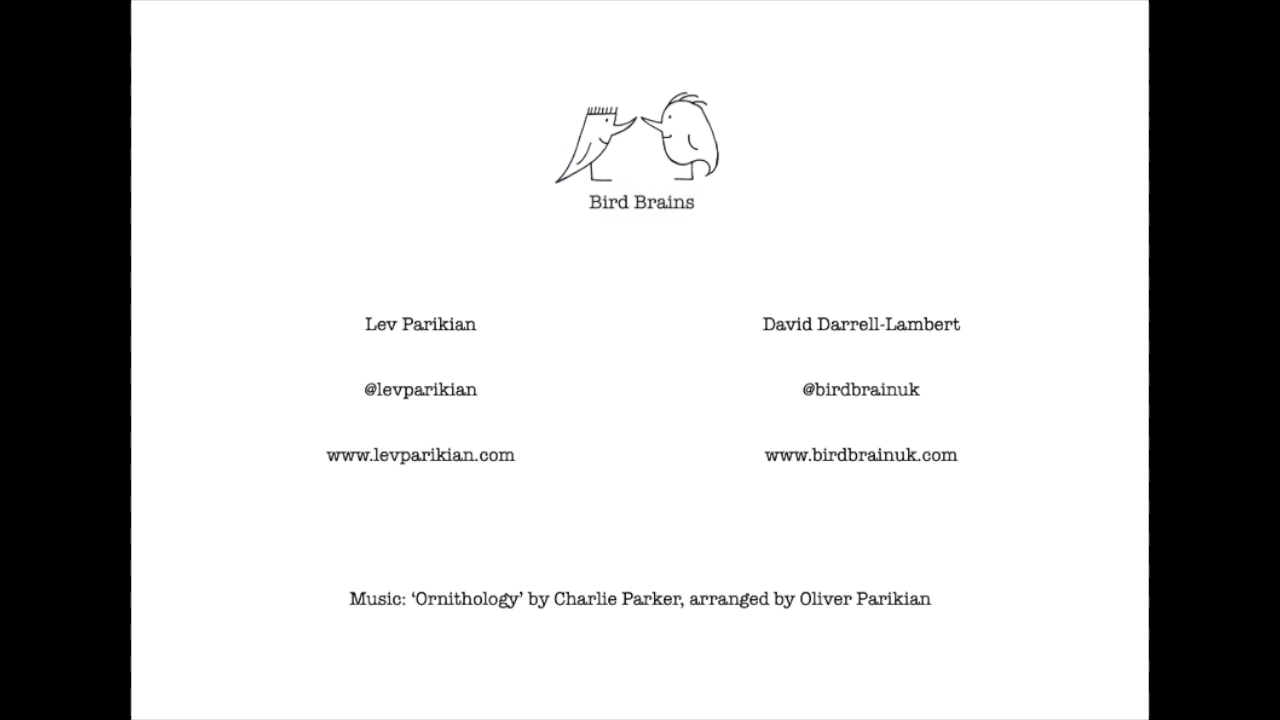 Bird Brains
Lev Parikian
David Darrell-Lambert
@levparikian
@birdbrainuk
www.levparikian.com
www.birdbrainuk.com
Music: ‘Ornithology’ by Charlie Parker, arranged by Oliver Parikian